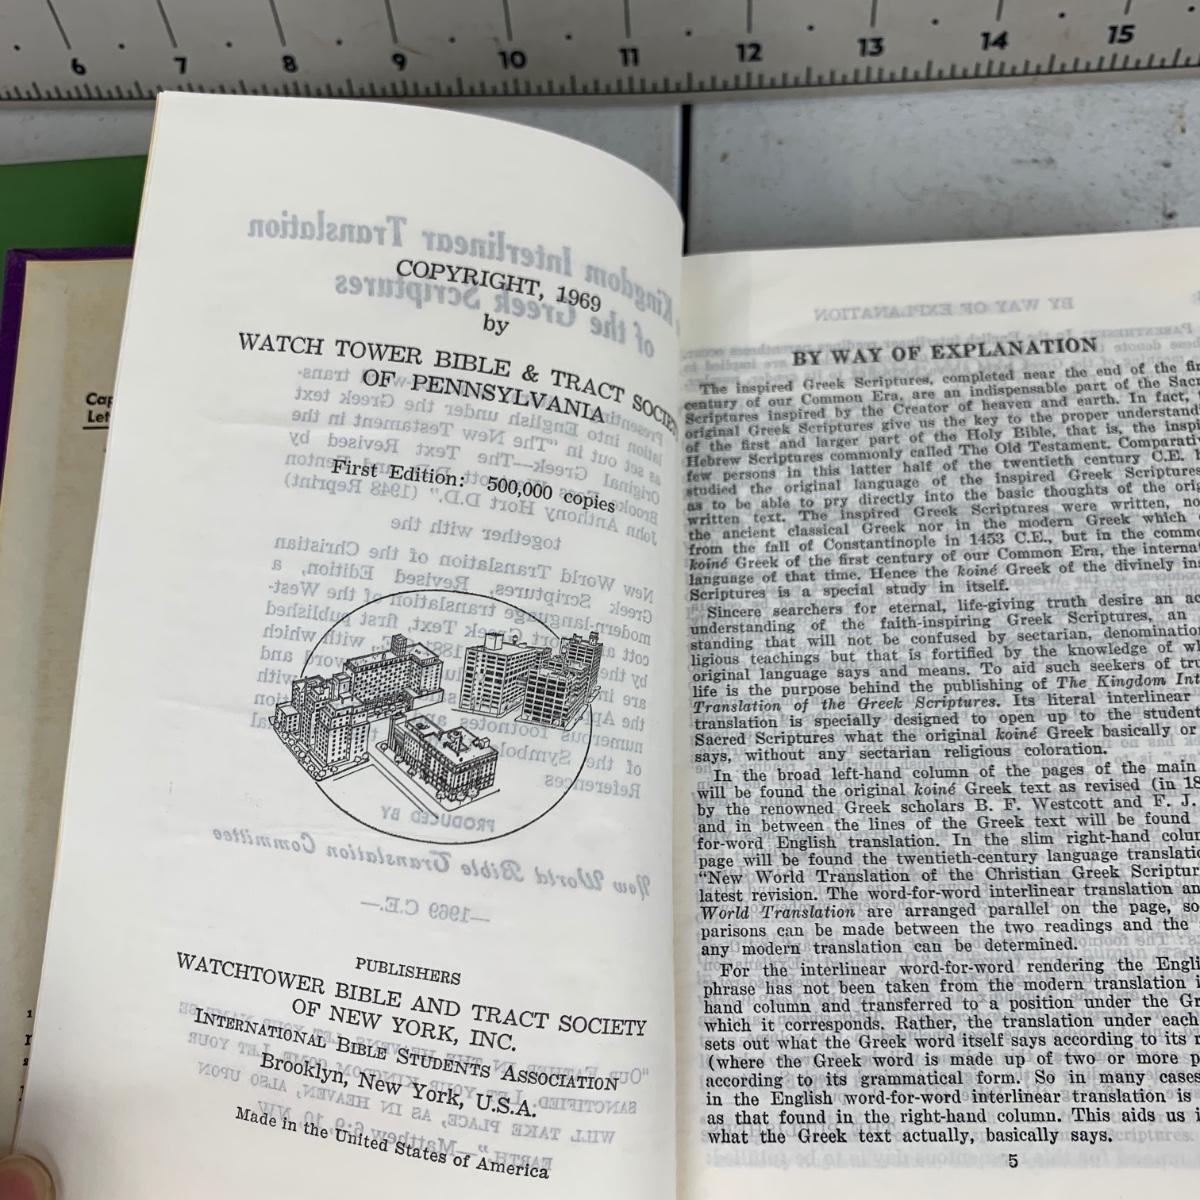 6 7 8 9 10 11 12 13 14 15
Cap
Let
COPYRIGHT, 1969
by
WATCH TOWER BIBLE & TRACT SOCIETY
OF PENNSYLVANIA
First Edition: 500,000 copies
PUBLISHERS
WATCHTOWER BIBLE AND TRACT SOCIETY
OF NEW YORK, INC.
INTERNATIONAL BIBLE STUDENTS ASSOCIATION
Brooklyn, New York, U.S.A.
Made in the United States of America
BY WAY OF EXPLANATION
The inspired Greek Scriptures, completed near the end of the fir
century of our Common Era, are an indispensable part of the Sac
Scriptures inspired by the Creator of heaven and earth. In fact,
original Greek Scriptures give us the key to the proper understand
of the first and larger part of the Holy Bible, that is, the inspi
Hebrew Scriptures commonly called The Old Testament. Comparati
few persons in this latter half of the twentieth century C.E.
studied the original language of the Inspired Greek Scriptures
as to be able to pry directly into the basic thoughts of the orig
written text. The inspired Greek Scriptures were written, no
the ancient classical Greek nor in the modern Greek which
from the fall of Constantinople in 1453 C.E., but in the commo
koiné Greek of the first century of our Common Era, the interna
language of that time. Hence the koiné Greek of the divinely ins
Scriptures is a special study in itself.
Sincere searchers for eternal, life-giving truth desire an ac
understanding of the faith-inspiring Greek Scriptures, an
standing that will not be confused by sectarian, denomination
ligious teachings but that is fortified by the knowledge of w
original language says and means. To aid such seekers of tru
life is the purpose behind the publishing of The Kingdom Int
Translation of the Greek Scriptures. Its literal interlinear
translation is specially designed to open up to the student
Sacred Scriptures what the original koiné Greek basically or
says, without any sectarian religious coloration.
In the broad left-hand column of the pages of the main
will be found the original koiné Greek text as revised (in 18
by the renowned Greek scholars B. F. Westcott and F. J.
and in between the lines of the Greek text will be found
for-word English translation. In the slim right-hand colum
page will be found the twentieth-century language translatio
“New World Translation of the Christian Greek Scriptur
latest revision. The word-for-word interlinear translation an
World Translation are arranged parallel on the page, so
parisons can be made between the two readings and the
any modern translation can be determined.
For the interlinear word-for-word rendering the Engli
phrase has not been taken from the modern translation i
hand column and transferred to a position under the Gr
which it corresponds. Rather, the translation under each
sets out what the Greek word itself says according to its r
(where the Greek word is made up of two or more p
according to its grammatical form. So in many cases
in the English word-for-word interlinear translation is
as that found in the right-hand column. This aids us i
what the Greek text actually, basically says.
5